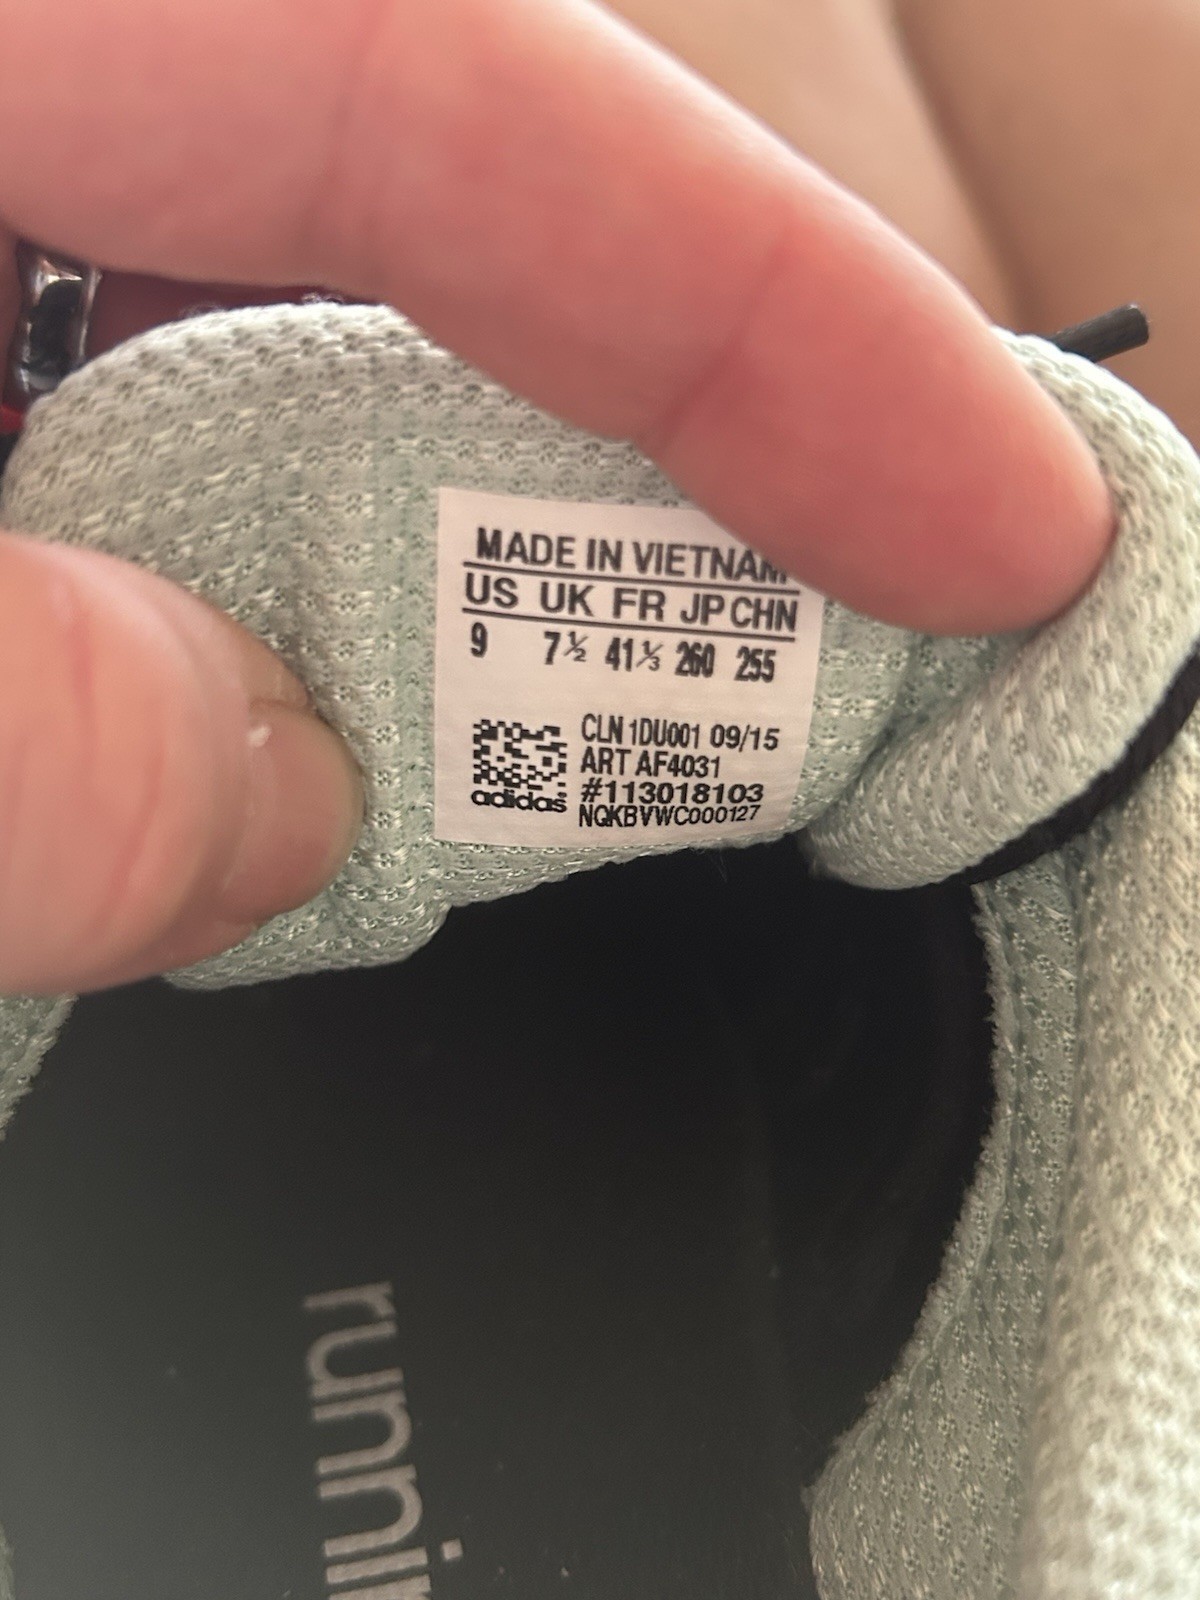 MADE IN VIETNAM
US UK FR JP CHN
9 7½ 41⅓ 260 255
CLN 1DU001 09/15
ART AF4031
#113018103
NQKBVWC000127
adidas
runnin